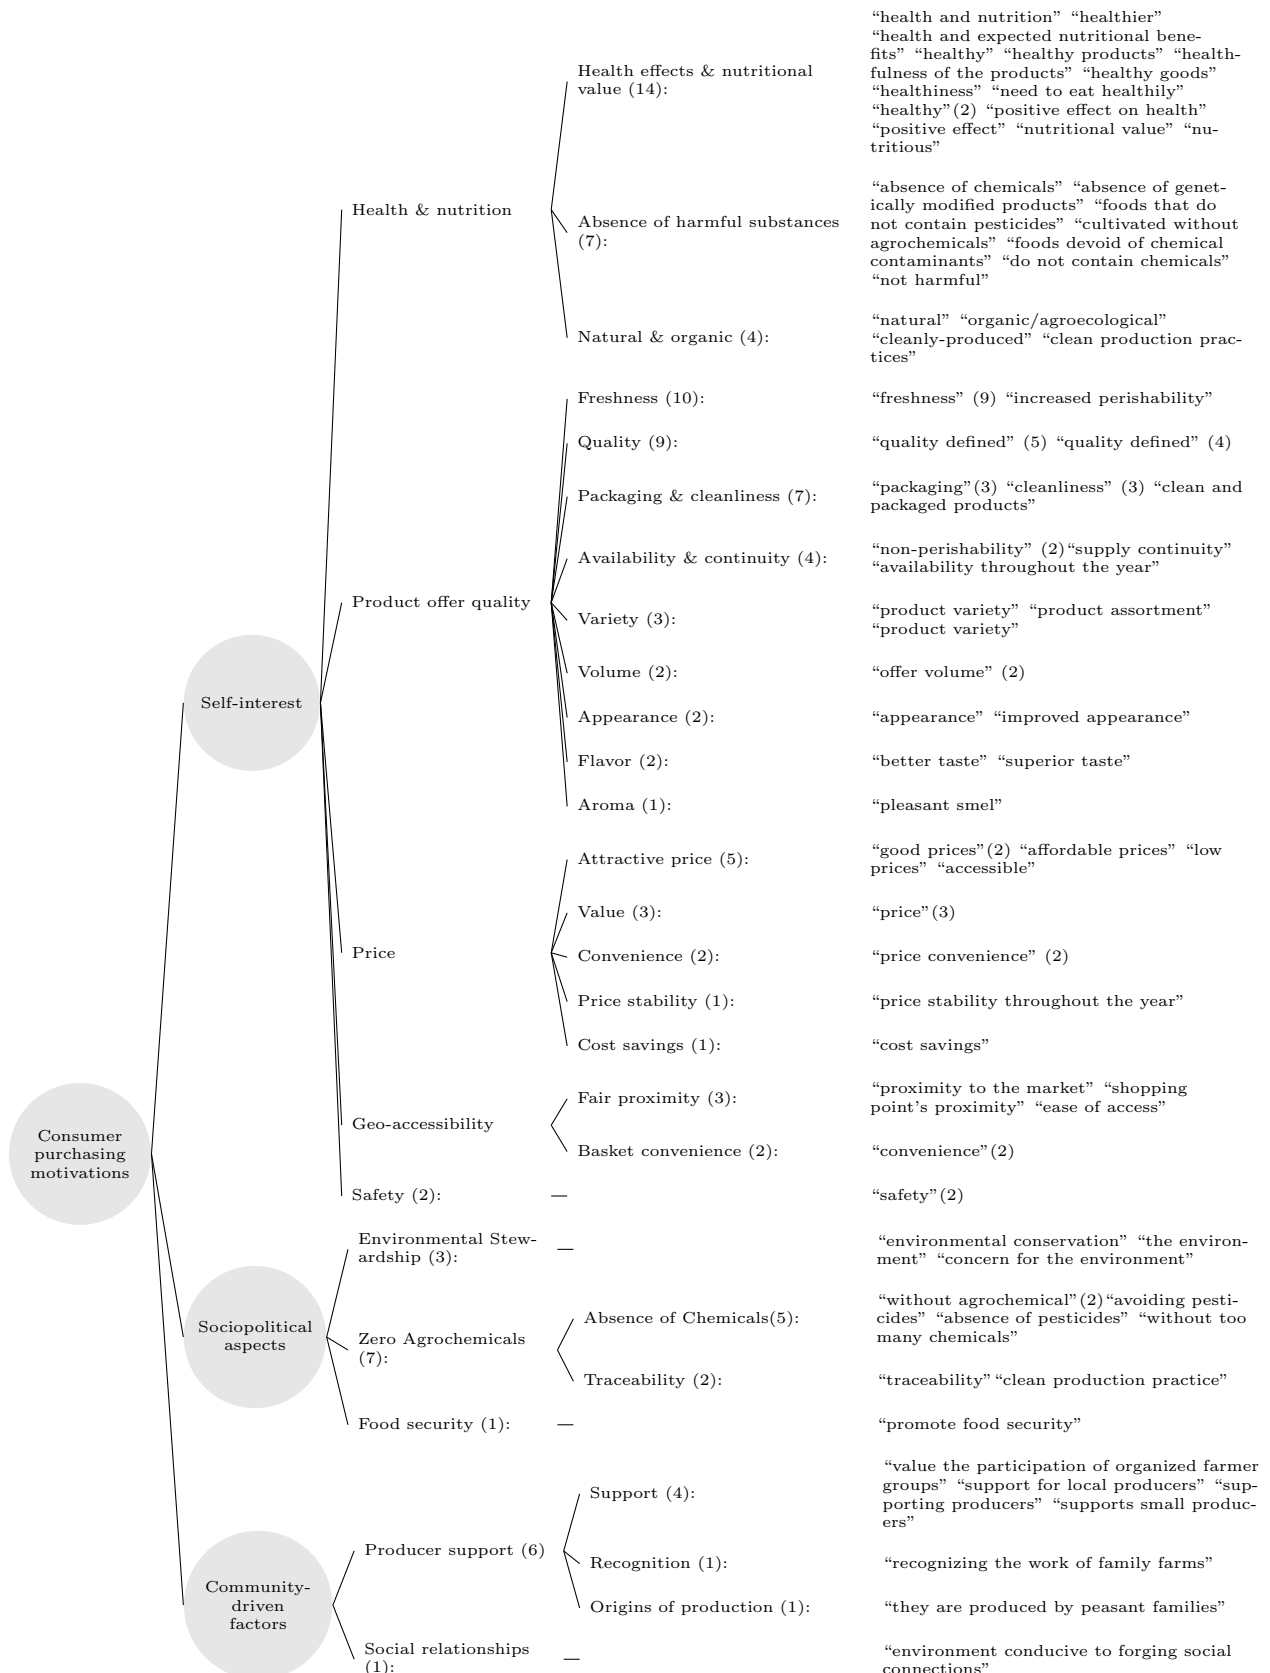 “health and nutrition” “healthier”
“health and expected nutritional bene-
fits” “healthy” “healthy products” “health-
fulness of the products” “healthy goods”
“healthiness” “need to eat healthily”
“healthy”(2) “positive effect on health”
“positive effect” “nutritional value” “nu-
tritious”
Health effects & nutritional
value (14):
Health & nutrition
“absence of chemicals” “absence of genet-
ically modified products” “foods that do
not contain pesticides” “cultivated without
agrochemicals” “foods devoid of chemical
contaminants” “do not contain chemicals”
“not harmful”
Absence of harmful substances
(7):
“natural” “organic/agroecological”
“cleanly-produced” “clean production prac-
tices”
Natural & organic (4):
Freshness (10):
“freshness” (9) “increased perishability”
Quality (9):
“quality defined” (5) “quality defined” (4)
Packaging & cleanliness (7):
“packaging”(3) “cleanliness” (3) “clean and
packaged products”
Availability & continuity (4):
“non-perishability” (2)“supply continuity”
“availability throughout the year”
Product offer quality
Variety (3):
“product variety” “product assortment”
“product variety”
Volume (2):
“offer volume” (2)
Self-interest
Appearance (2):
“appearance” “improved appearance”
Flavor (2):
“better taste” “superior taste”
Aroma (1):
“pleasant smel”
Attractive price (5):
“good prices”(2) “affordable prices” “low
prices” “accessible”
Value (3):
“price”(3)
Price
Convenience (2):
“price convenience” (2)
Price stability (1):
“price stability throughout the year”
Cost savings (1):
“cost savings”
Fair proximity (3):
“proximity to the market” “shopping
point’s proximity” “ease of access”
Geo-accessibility
Basket convenience (2):
“convenience”(2)
Consumer
purchasing
motivations
Safety (2):
“safety”(2)
Environmental Stew-
ardship (3):
“environmental conservation” “the environ-
ment” “concern for the environment”
Sociopolitical
aspects
Zero Agrochemicals
(7):
Absence of Chemicals(5):
“without agrochemical”(2)“avoiding pesti-
cides” “absence of pesticides” “without too
many chemicals”
Traceability (2):
“traceability”“clean production practice”
Food security (1):
“promote food security”
Support (4):
“value the participation of organized farmer
groups” “support for local producers” “sup-
porting producers” “supports small produc-
ers”
Producer support (6)
Recognition (1):
“recognizing the work of family farms”
Community-
driven
factors
Origins of production (1):
“they are produced by peasant families”
Social relationships
(1):
“environment conducive to forging social
connections”